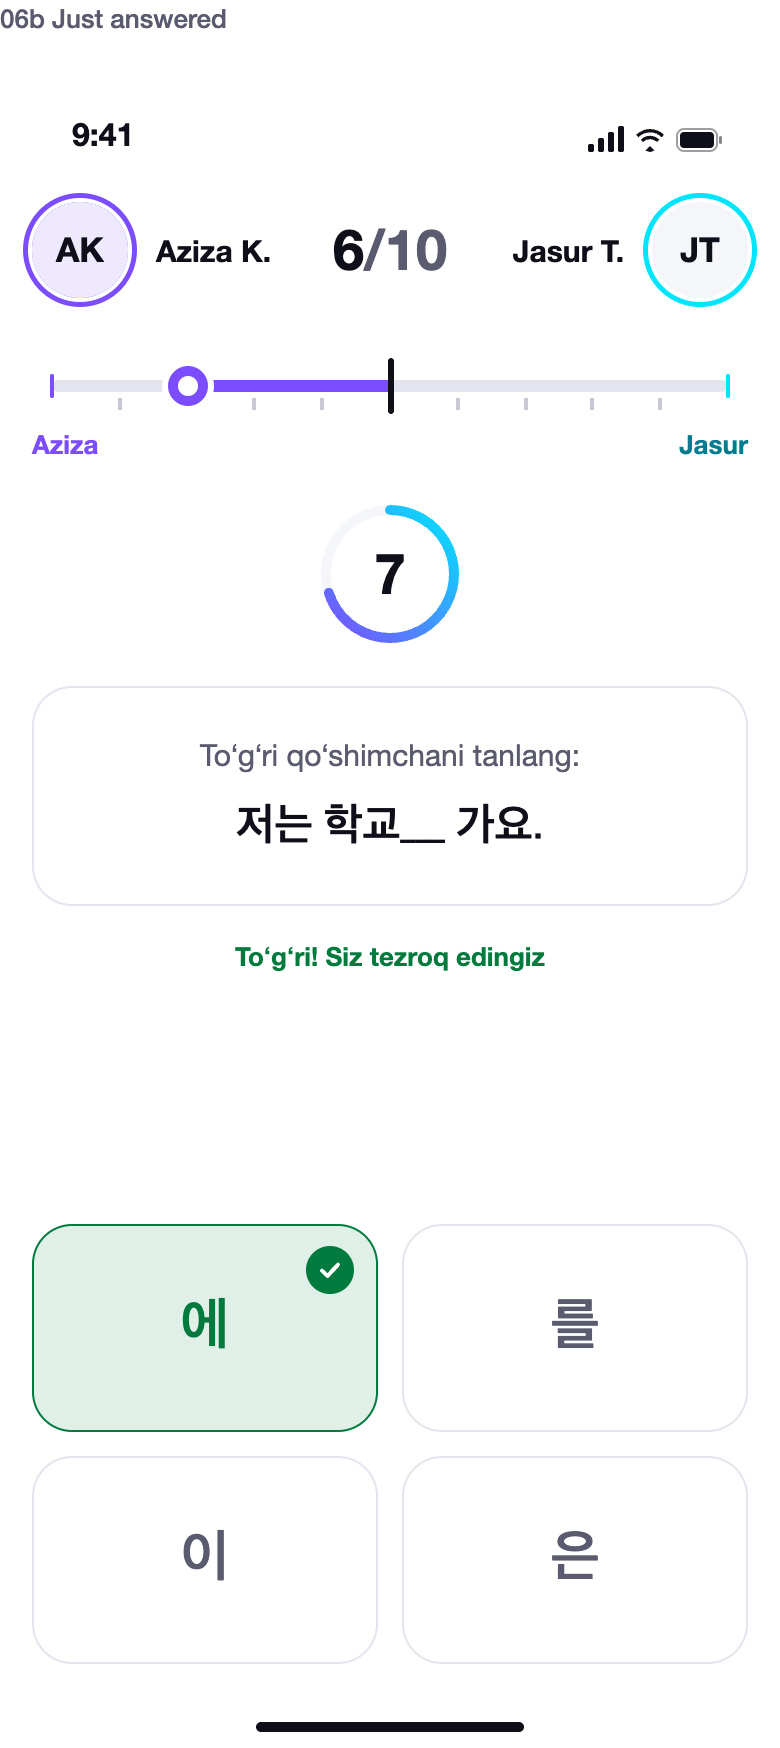 06b Just answered
9:41
AK Aziza K. 6/10 Jasur T. JT
Aziza Jasur
7
To‘g‘ri qo‘shimchani tanlang:
저는 학교__ 가요.
To‘g‘ri! Siz tezroq edingiz
에 를
이 은